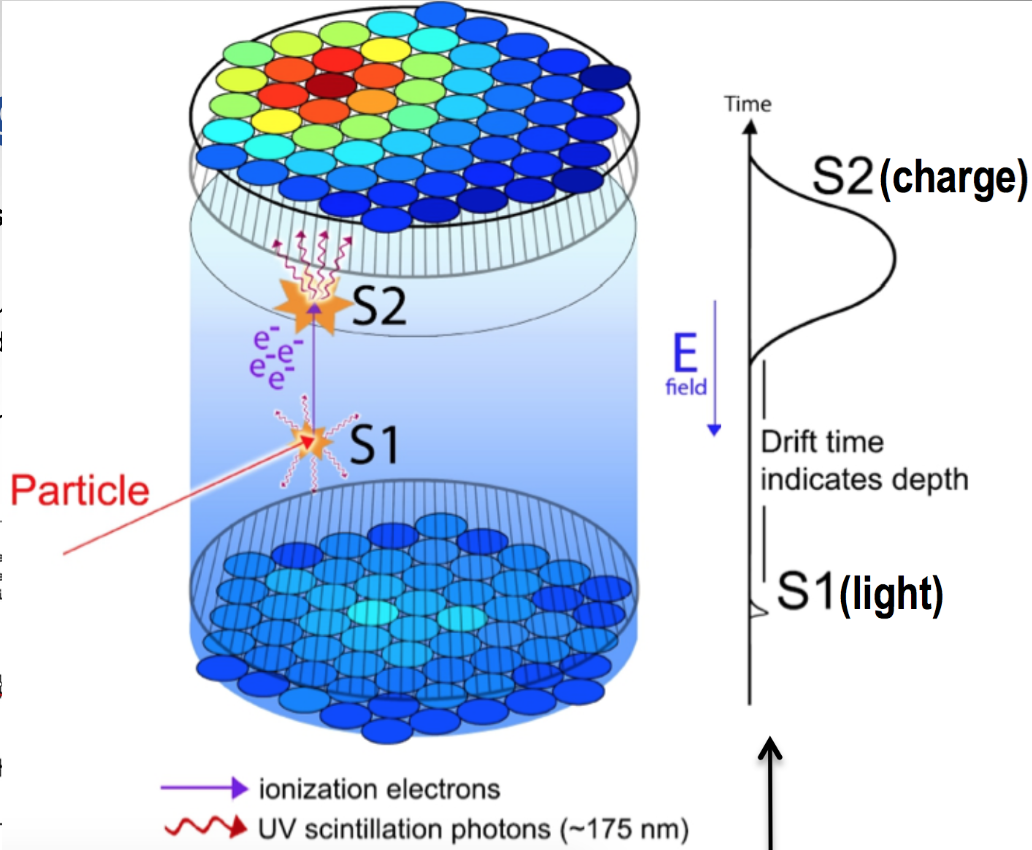 Time
S2 (charge)
S2
e-
e-
e-
e-
E
field
Drift time
indicates depth
S1
Particle
S1(light)
ionization electrons
UV scintillation photons (~175 nm)